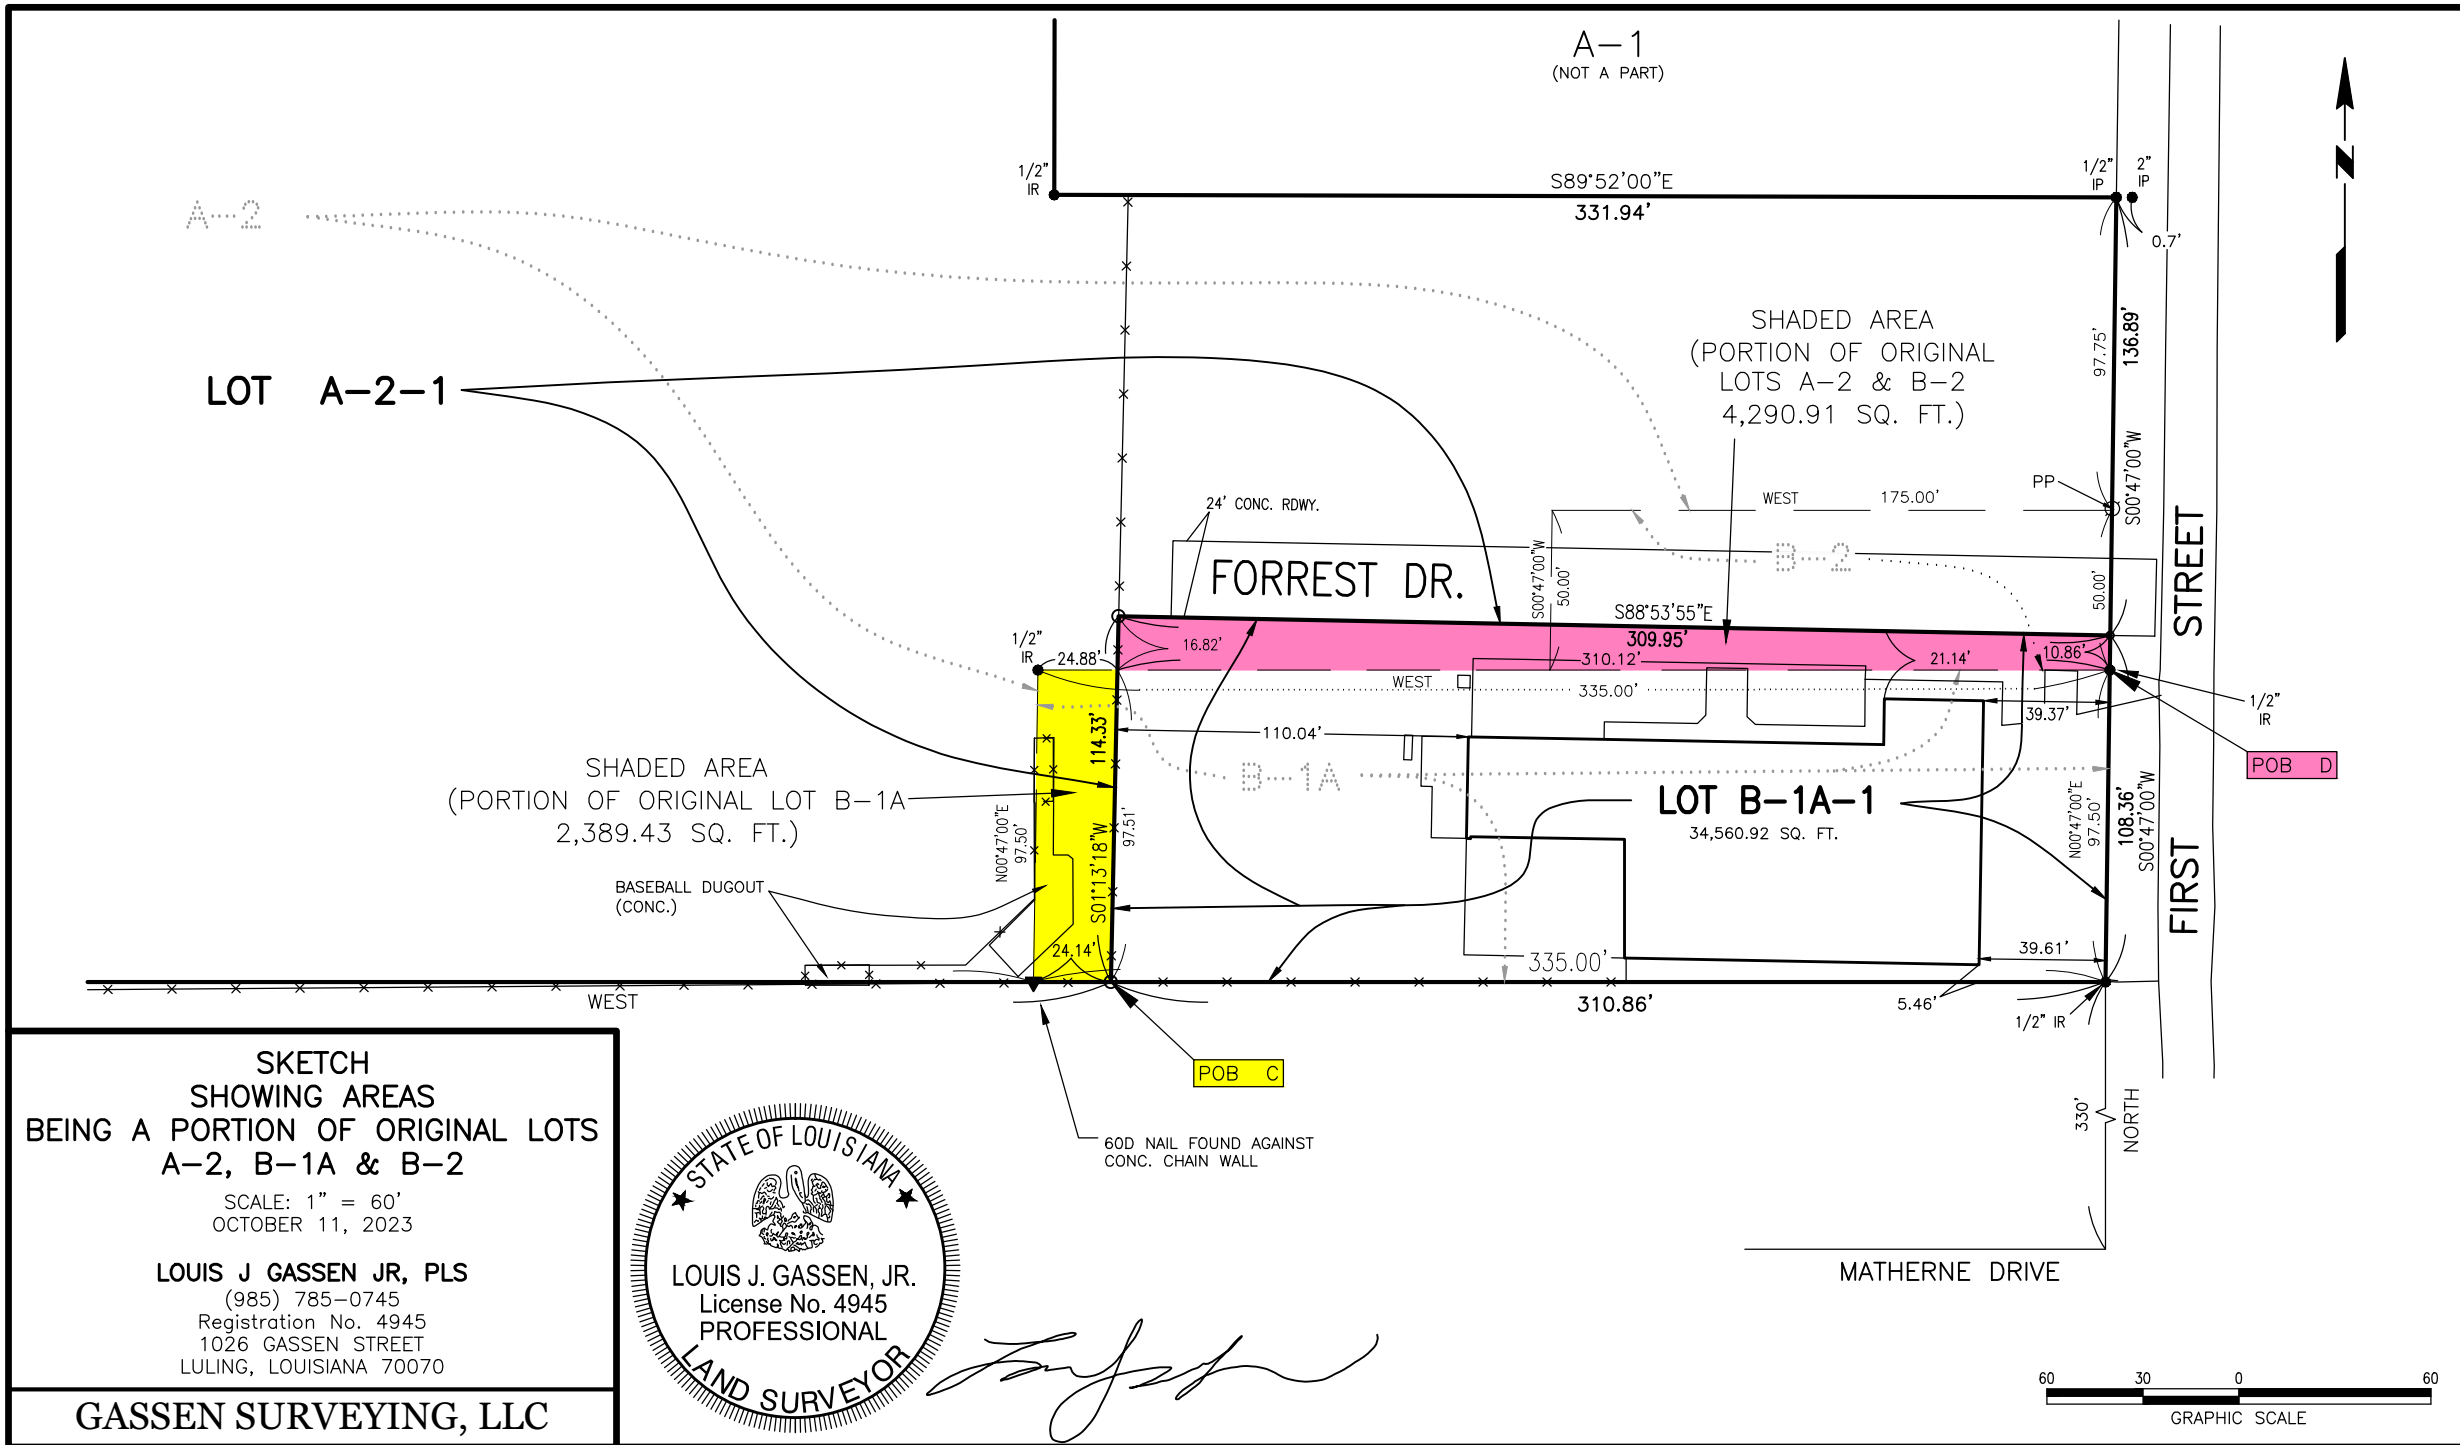 A-1
(NOT A PART)
1/2"
IR
S89°52'00"E
331.94'
1/2"
IP
2"
IP
0.7'
N
A-2
LOT A-2-1
SHADED AREA
(PORTION OF ORIGINAL
LOTS A-2 & B-2
4,290.91 SQ. FT.)
97.75'
136.89'
S00°47'00"W
PP
WEST 175.00'
24' CONC. RDWY.
S00°47'00"W
50.00'
B-2
50.00'
FORREST DR.
S88°53'55"E
309.95'
STREET
FIRST
1/2"
IR
24.88'
16.82'
310.12'
21.14'
10.86'
WEST
335.00'
1/2"
IR
39.37'
110.04'
114.33'
B-1A
POB D
SHADED AREA
(PORTION OF ORIGINAL LOT B-1A
2,389.43 SQ. FT.)
N00°47'00"E
97.50'
S01°13'18"W
97.51'
LOT B-1A-1
34,560.92 SQ. FT.
N00°47'00"E
97.50'
108.36'
S00°47'00"W
BASEBALL DUGOUT
(CONC.)
24.14'
335.00'
39.61'
WEST
310.86'
5.46'
1/2" IR
POB C
60D NAIL FOUND AGAINST
CONC. CHAIN WALL
330'
NORTH
MATHERNE DRIVE
SKETCH
SHOWING AREAS
BEING A PORTION OF ORIGINAL LOTS
A-2, B-1A & B-2
SCALE: 1" = 60'
OCTOBER 11, 2023
LOUIS J GASSEN JR, PLS
(985) 785-0745
Registration No. 4945
1026 GASSEN STREET
LULING, LOUISIANA 70070
GASSEN SURVEYING, LLC
STATE OF LOUISIANA
LOUIS J. GASSEN, JR.
License No. 4945
PROFESSIONAL
LAND SURVEYOR
60 30 0 60
GRAPHIC SCALE